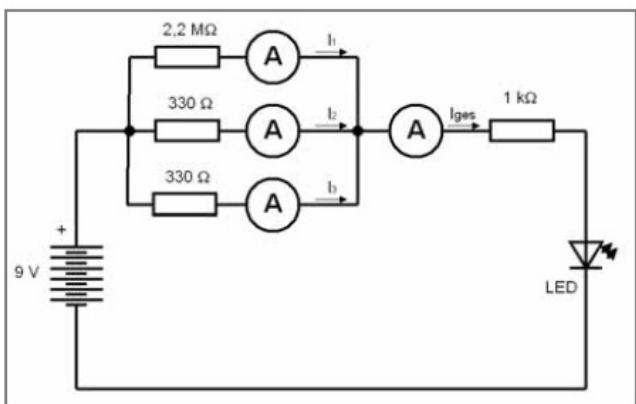 2,2 MΩ
A
I₁
330 Ω
A
I₂
A
Iges
1 kΩ
330 Ω
A
I₃
+
9 V
LED